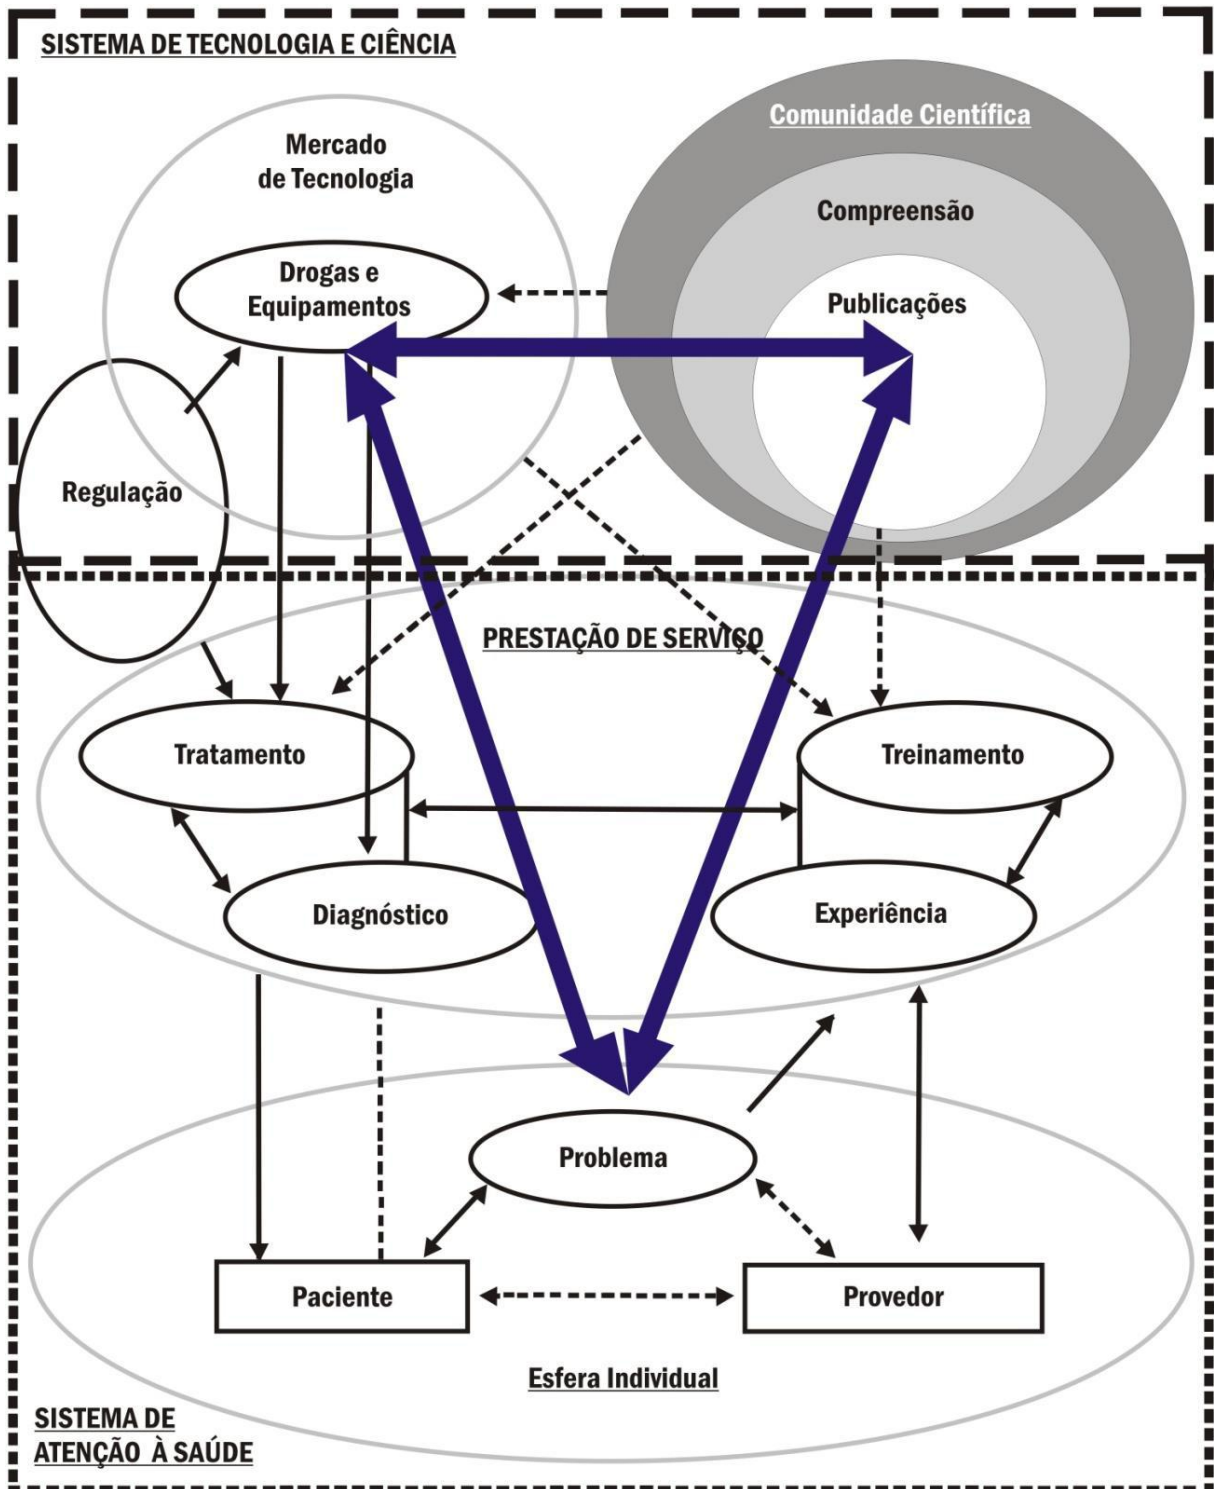 SISTEMA DE TECNOLOGIA E CIÊNCIA
Comunidade Científica
Mercado
de Tecnologia
Compreensão
Drogas e
Equipamentos
Publicações
Regulação
PRESTAÇÃO DE SERVIÇO
Tratamento
Treinamento
Diagnóstico
Experiência
Problema
Paciente
Provedor
Esfera Individual
SISTEMA DE
ATENÇÃO À SAÚDE